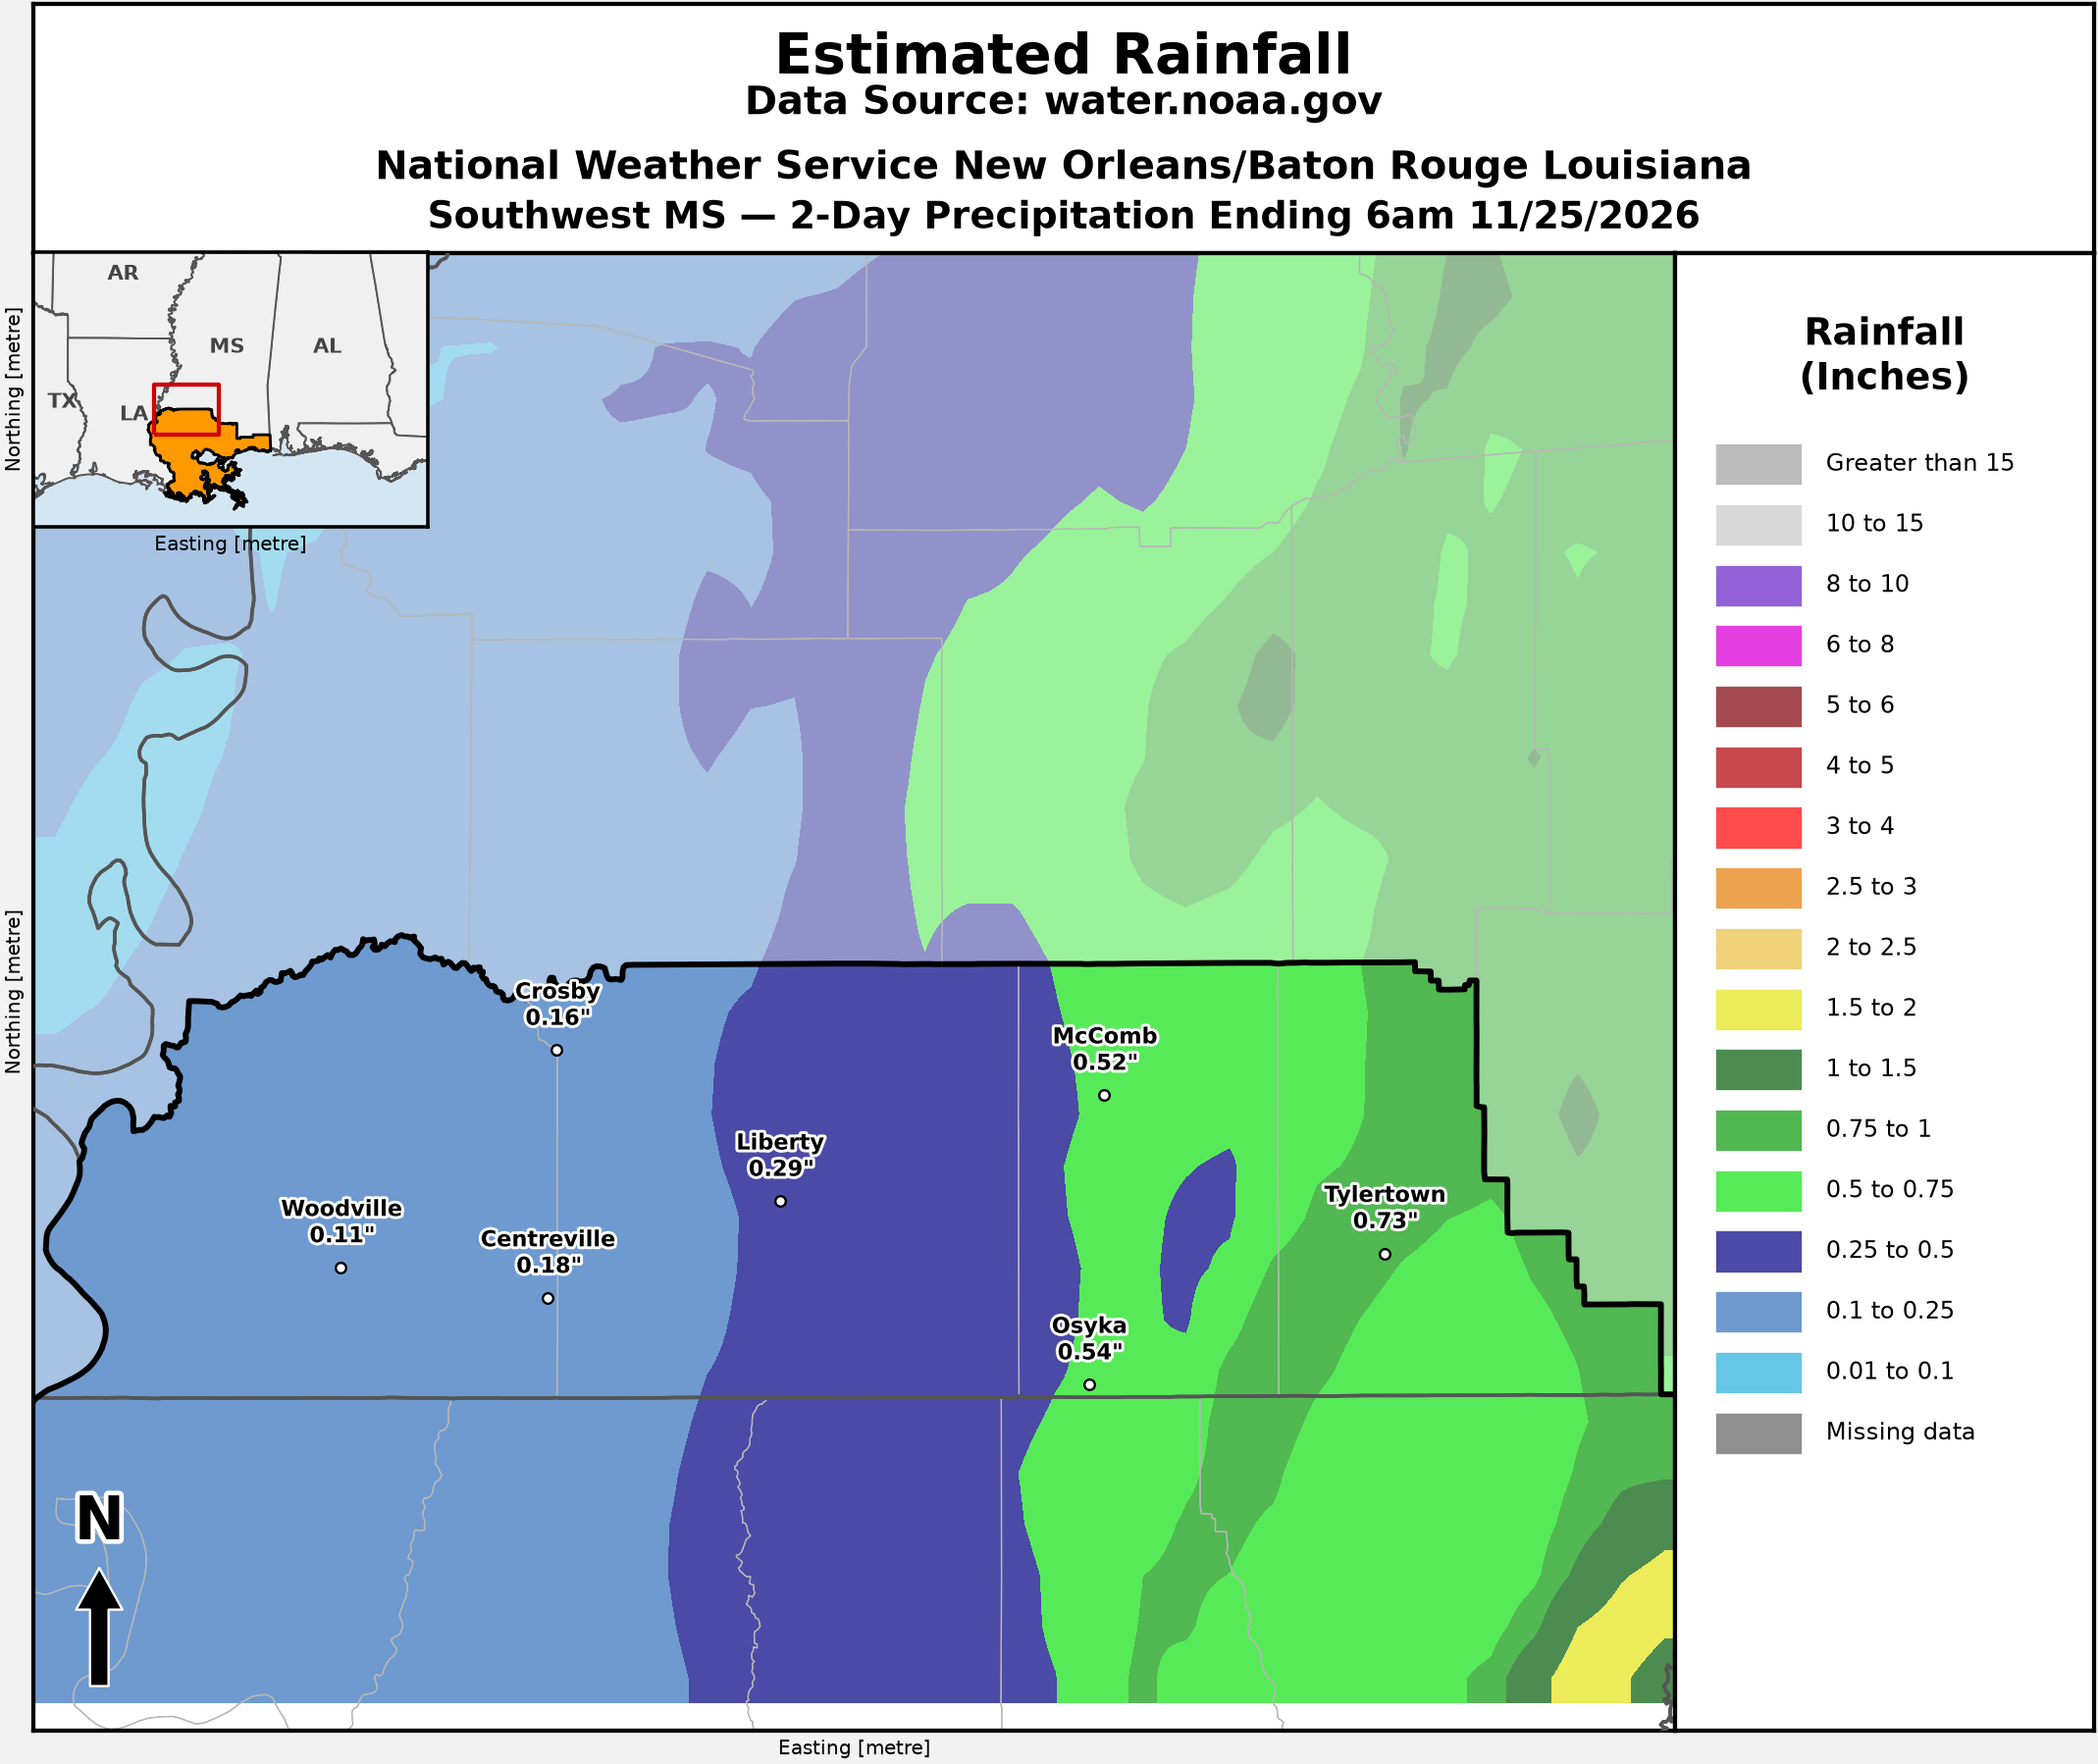 Estimated Rainfall
Data Source: water.noaa.gov
National Weather Service New Orleans/Baton Rouge Louisiana
Southwest MS — 2-Day Precipitation Ending 6am 11/25/2026
AR
MS
AL
TX
LA
Northing [metre]
Easting [metre]
Northing [metre]
Crosby
0.16"
McComb
0.52"
Liberty
0.29"
Woodville
0.11"
Centreville
0.18"
Tylertown
0.73"
Osyka
0.54"
N
Easting [metre]
Rainfall
(Inches)
Greater than 15
10 to 15
8 to 10
6 to 8
5 to 6
4 to 5
3 to 4
2.5 to 3
2 to 2.5
1.5 to 2
1 to 1.5
0.75 to 1
0.5 to 0.75
0.25 to 0.5
0.1 to 0.25
0.01 to 0.1
Missing data